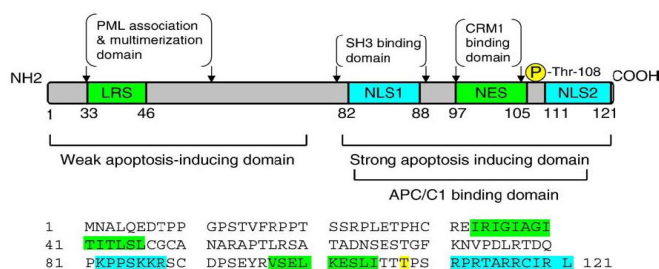 PML association
& multimerization
domain
SH3 binding
domain
CRM1
binding
domain
P -Thr-108
NH2
COOH
LRS NLS1 NES NLS2
1 33 46 82 88 97 105 111 121
Weak apoptosis-inducing domain Strong apoptosis inducing domain
APC/C1 binding domain
1 MNALQEDTPP GPSTVFRPPT SSRPLETPHC REIRIGIAGI
41 TITLSLCGCA NARAPTLRSA TADNSESTGF KNVPDLRTDQ
81 PKPPSKKRSC DPSEYRVSEL KESLITTTPS RPRTARRCIR L 121